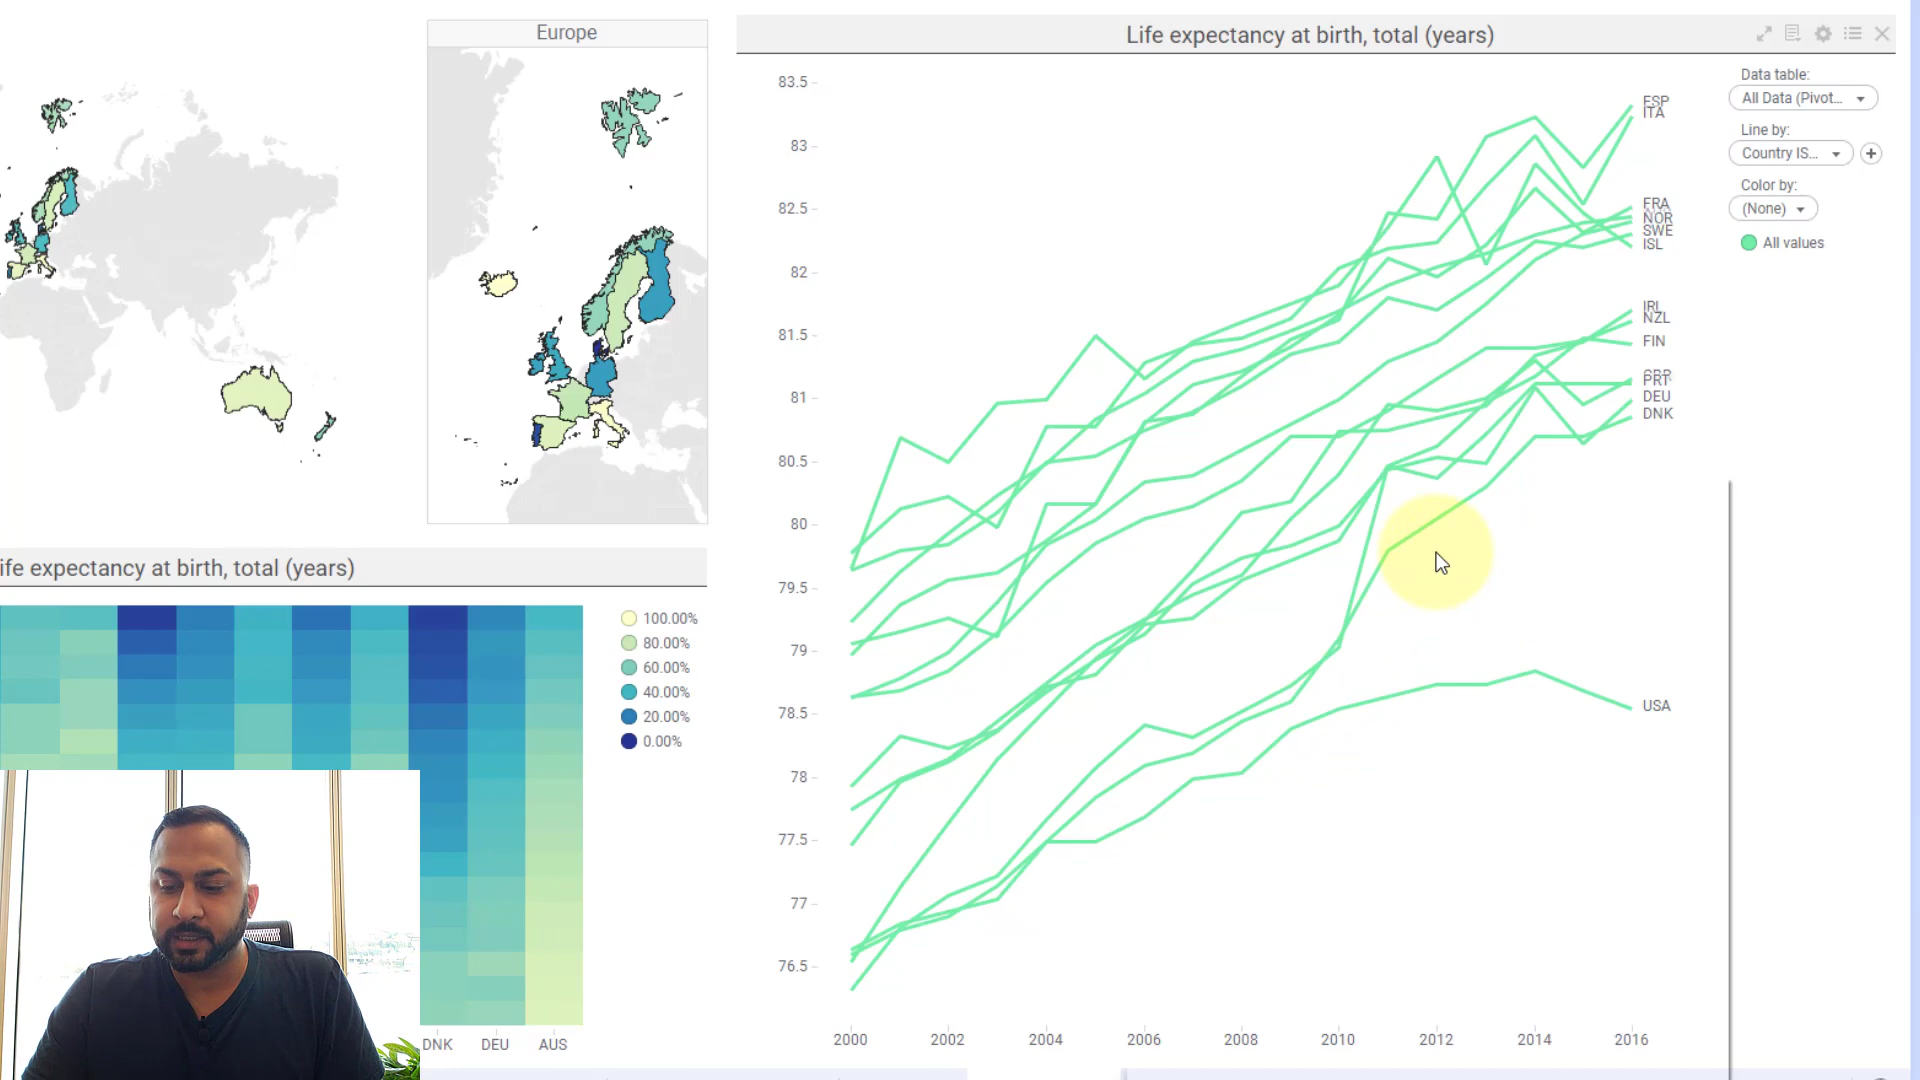 Europe
Life expectancy at birth, total (years)
Data table:
All Data (Pivot...
Line by:
Country IS...
Color by:
(None)
All values
83.5
83
82.5
82
81.5
81
80.5
80
79.5
79
78.5
78
77.5
77
76.5
ESP
ITA
FRA
NOR
SWE
ISL
IRL
NZL
FIN
PRT
DEU
DNK
USA
2000
2002
2004
2006
2008
2010
2012
2014
2016
ife expectancy at birth, total (years)
100.00%
80.00%
60.00%
40.00%
20.00%
0.00%
DNK
DEU
AUS